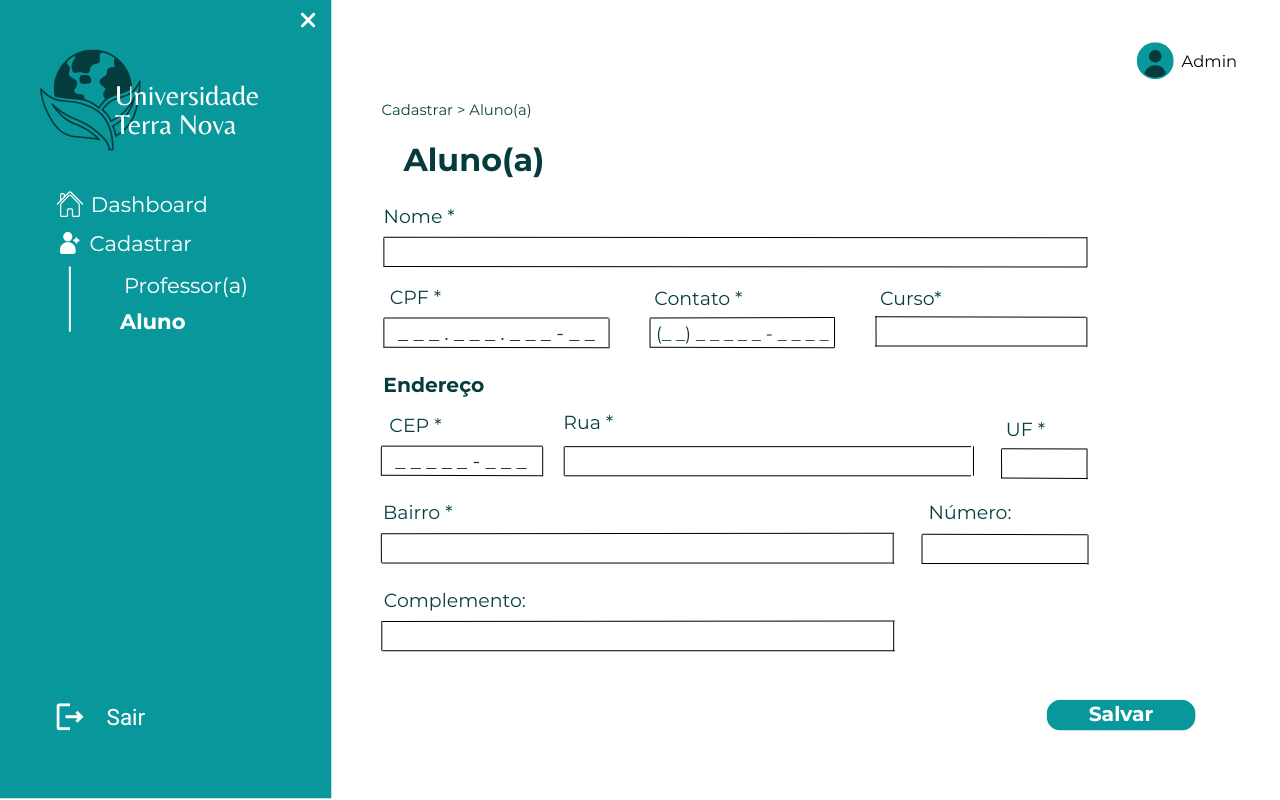 Universidade
Terra Nova
Dashboard
Cadastrar
Professor(a)
Aluno
Sair
Admin
Cadastrar > Aluno(a)
Aluno(a)
Nome *
CPF * Contato * Curso*
_ _ _ . _ _ _ . _ _ _ - _ _ (_ _) _ _ _ _ _ - _ _ _ _
Endereço
CEP * Rua * UF *
_ _ _ _ _ - _ _ _
Bairro * Número:
Complemento:
Salvar